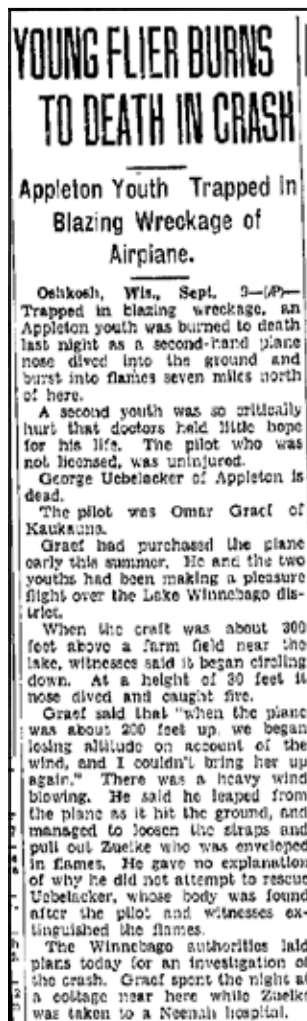 YOUNG FLIER BURNS
TO DEATH IN CRASH
Appleton Youth Trapped in
Blazing Wreckage of
Airplane.
Oshkosh, Wis., Sept. 3—(AP)—
Trapped in blazing wreckage, an
Appleton youth was burned to death
last night as a second-hand plane
nose dived into the ground and
burst into flames seven miles north
of here.
A second youth was so critically
hurt that doctors held little hope
for his life. The pilot who was
not licensed, was uninjured.
George Uebelacker of Appleton is
dead.
The pilot was Omar Graef of
Kaukauna.
Graef had purchased the plane
early this summer. He and the two
youths had been making a pleasure
flight over the Lake Winnebago dis-
trict.
When the craft was about 300
feet above a farm field near the
lake, witnesses said it began circling
down. At a height of 30 feet it
nose dived and caught fire.
Graef said that "when the plane
was about 200 feet up, we began
losing altitude on account of the
wind, and I couldn't bring her up
again." There was a heavy wind
blowing. He said he leaped from
the plane as it hit the ground, and
managed to loosen the straps and
pull out Zuelke who was enveloped
in flames. He gave no explanation
of why he did not attempt to rescue
Uebelacker, whose body was found
after the pilot and witnesses ex-
tinguished the flames.
The Winnebago authorities laid
plans today for an investigation of
the crash. Graef spent the night at
a cottage near here while Zuelke
was taken to a Neenah hospital.